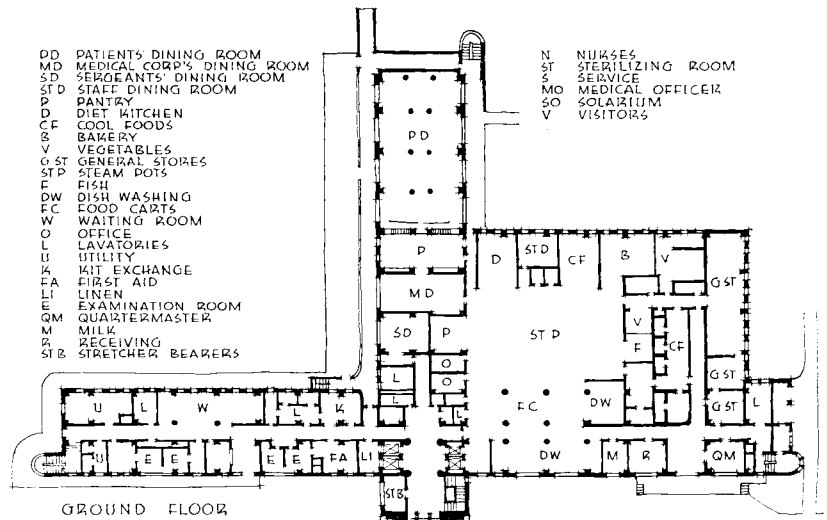 PD PATIENTS' DINING ROOM
MD MEDICAL CORP'S DINING ROOM
SD SERGEANTS' DINING ROOM
STD STAFF DINING ROOM
P PANTRY
D DIET KITCHEN
CF COOL FOODS
B BAKERY
V VEGETABLES
G ST GENERAL STORES
STP STEAM POTS
F FISH
DW DISH WASHING
FC FOOD CARTS
W WAITING ROOM
O OFFICE
L LAVATORIES
U UTILITY
K KIT EXCHANGE
FA FIRST AID
LI LINEN
E EXAMINATION ROOM
QM QUARTERMASTER
M MILK
R RECEIVING
STB STRETCHER BEARERS
N NURSES
ST STERILIZING ROOM
S SERVICE
MO MEDICAL OFFICER
SO SOLARIUM
V VISITORS
PD
P
D
STD
CF
B
V
G ST
MD
SD
P
ST P
V
F
CF
O
O
L
L
G ST
U
L
W
L
K
L
FC
DW
G ST
L
U
E
E
E
E
FA
LI
DW
M
R
QM
STB
GROUND FLOOR